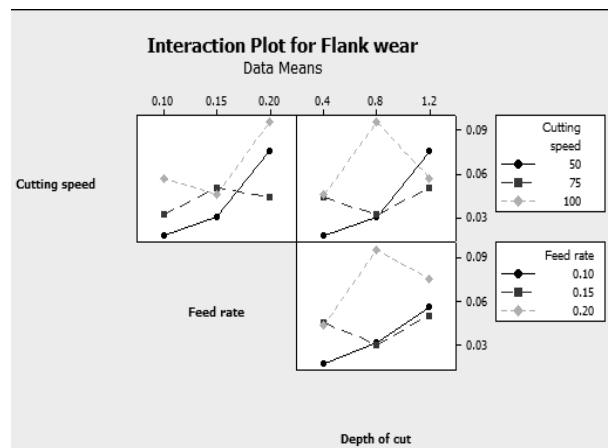 Interaction Plot for Flank wear
Data Means
0.10 0.15 0.20 0.4 0.8 1.2
Cutting speed
0.09
0.06
0.03
Cutting
speed
50
75
100
Feed rate
0.09
0.06
0.03
Feed rate
0.10
0.15
0.20
Depth of cut